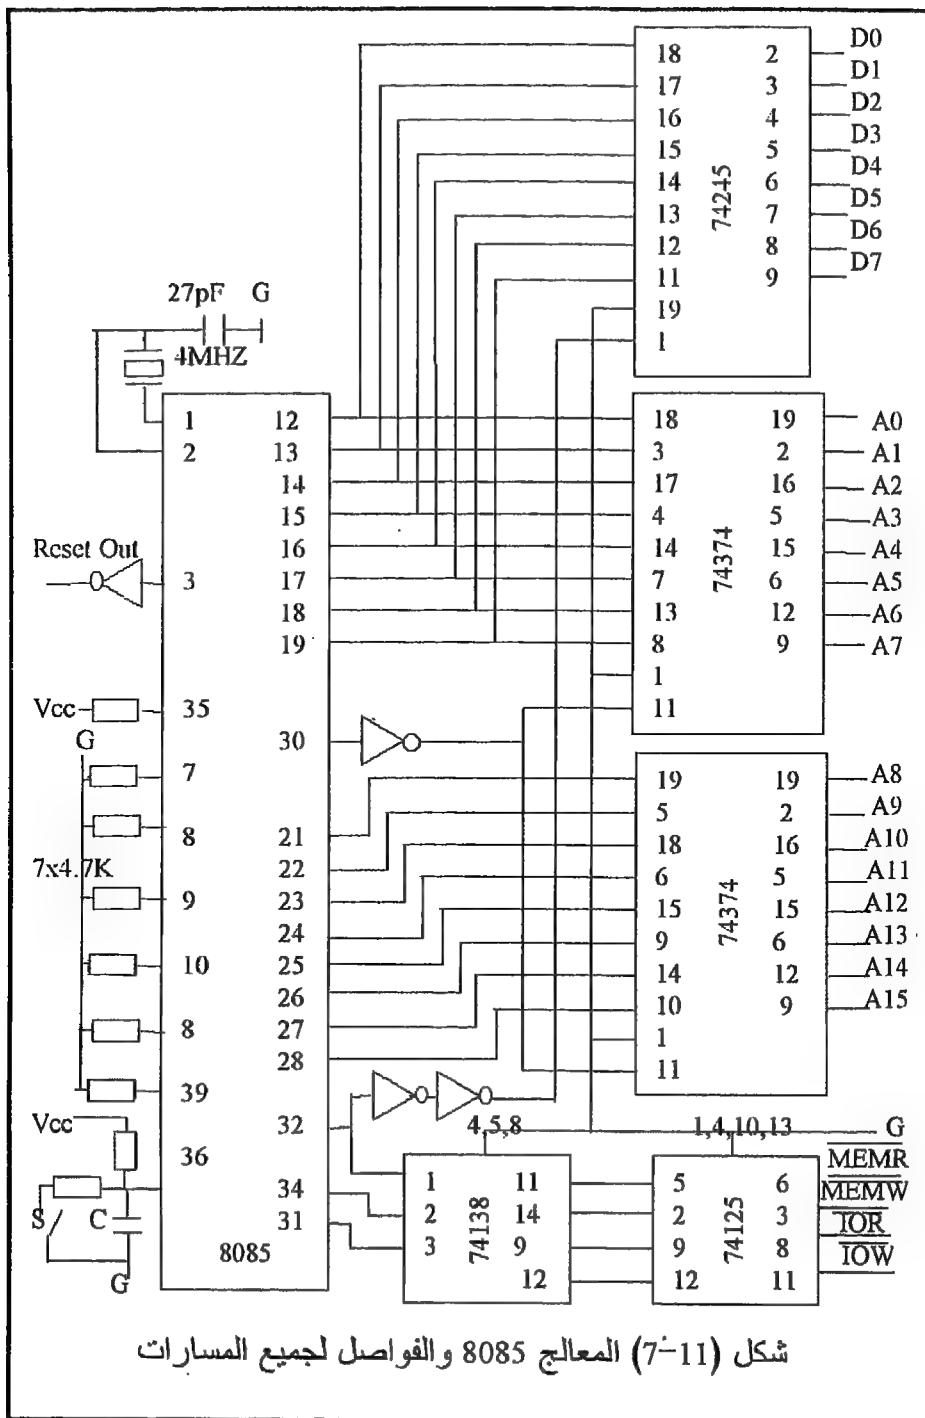 D0
18 2 D1
17 3 D2
16 4 D3
15 5 D4
14 6 D5
13 7 D6
12 8 D7
11 9
19
1
74245
27pF G
4MHZ
1 12
2 13
14
15
16
Reset Out
3 17
18
19
18 19 A0
3 2 A1
17 16 A2
4 5 A3
14 15 A4
7 6 A5
13 12 A6
8 9 A7
1
11
74374
Vcc 35
G
30
7
8 21
7x4.7K 22
9 23
24
10 25
26
8 27
28
39
19 19 A8
5 2 A9
18 16 A10
6 5 A11
15 15 A12
9 6 A13
14 12 A14
10 9 A15
1
11
74374
Vcc 32
36
34
S C 31
G
8085
4,5,8 1,4,10,13 G
1 11 5 6 MEMR
2 14 2 3 MEMW
3 9 9 8 IOR
12 12 11 IOW
74138 74125
شكل (11-7) المعالج 8085 والفواصل لجميع المسارات